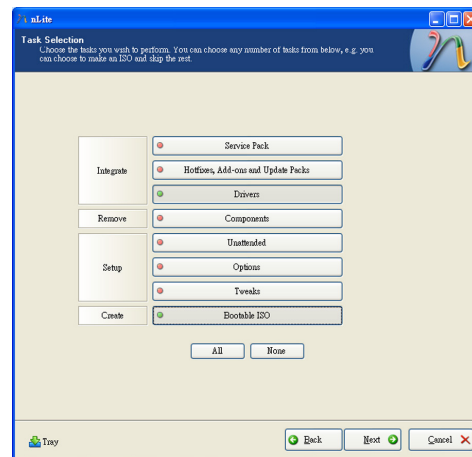 nLite
Task Selection
Choose the tasks you wish to perform. You can choose any number of tasks from below, e.g. you
can choose to make an ISO and skip the rest.
Integrate
Service Pack
Hotfixes, Add-ons and Update Packs
Drivers
Remove
Components
Setup
Unattended
Options
Tweaks
Create
Bootable ISO
All
None
Tray
Back
Next
Cancel